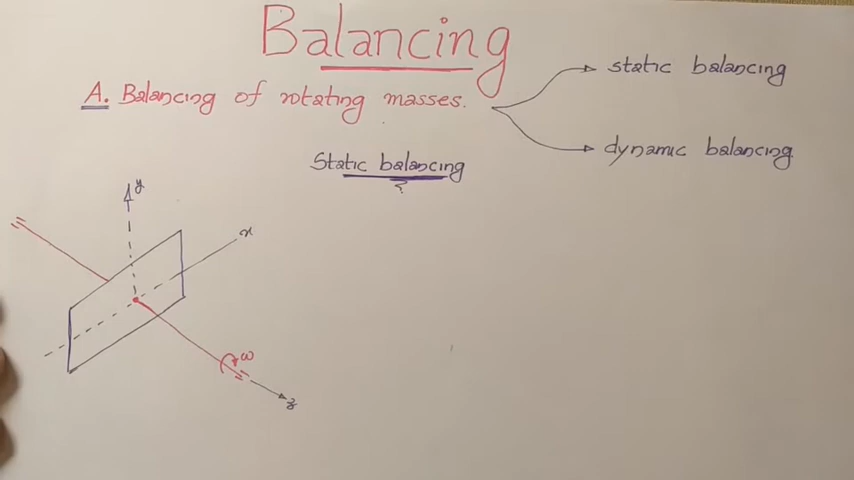 Balancing
static balancing
A. Balancing of rotating masses.
dynamic balancing
Static balancing
y
x
ω
z